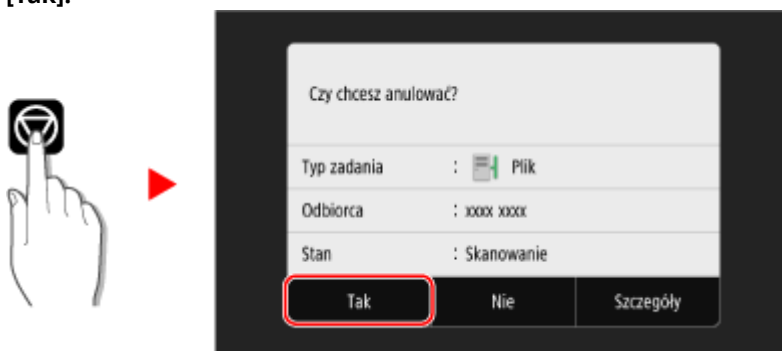 [Tak].
Czy chcesz anulować?
Typ zadania : Plik
Odbiorca : xxxx xxxx
Stan : Skanowanie
Tak Nie Szczegóły